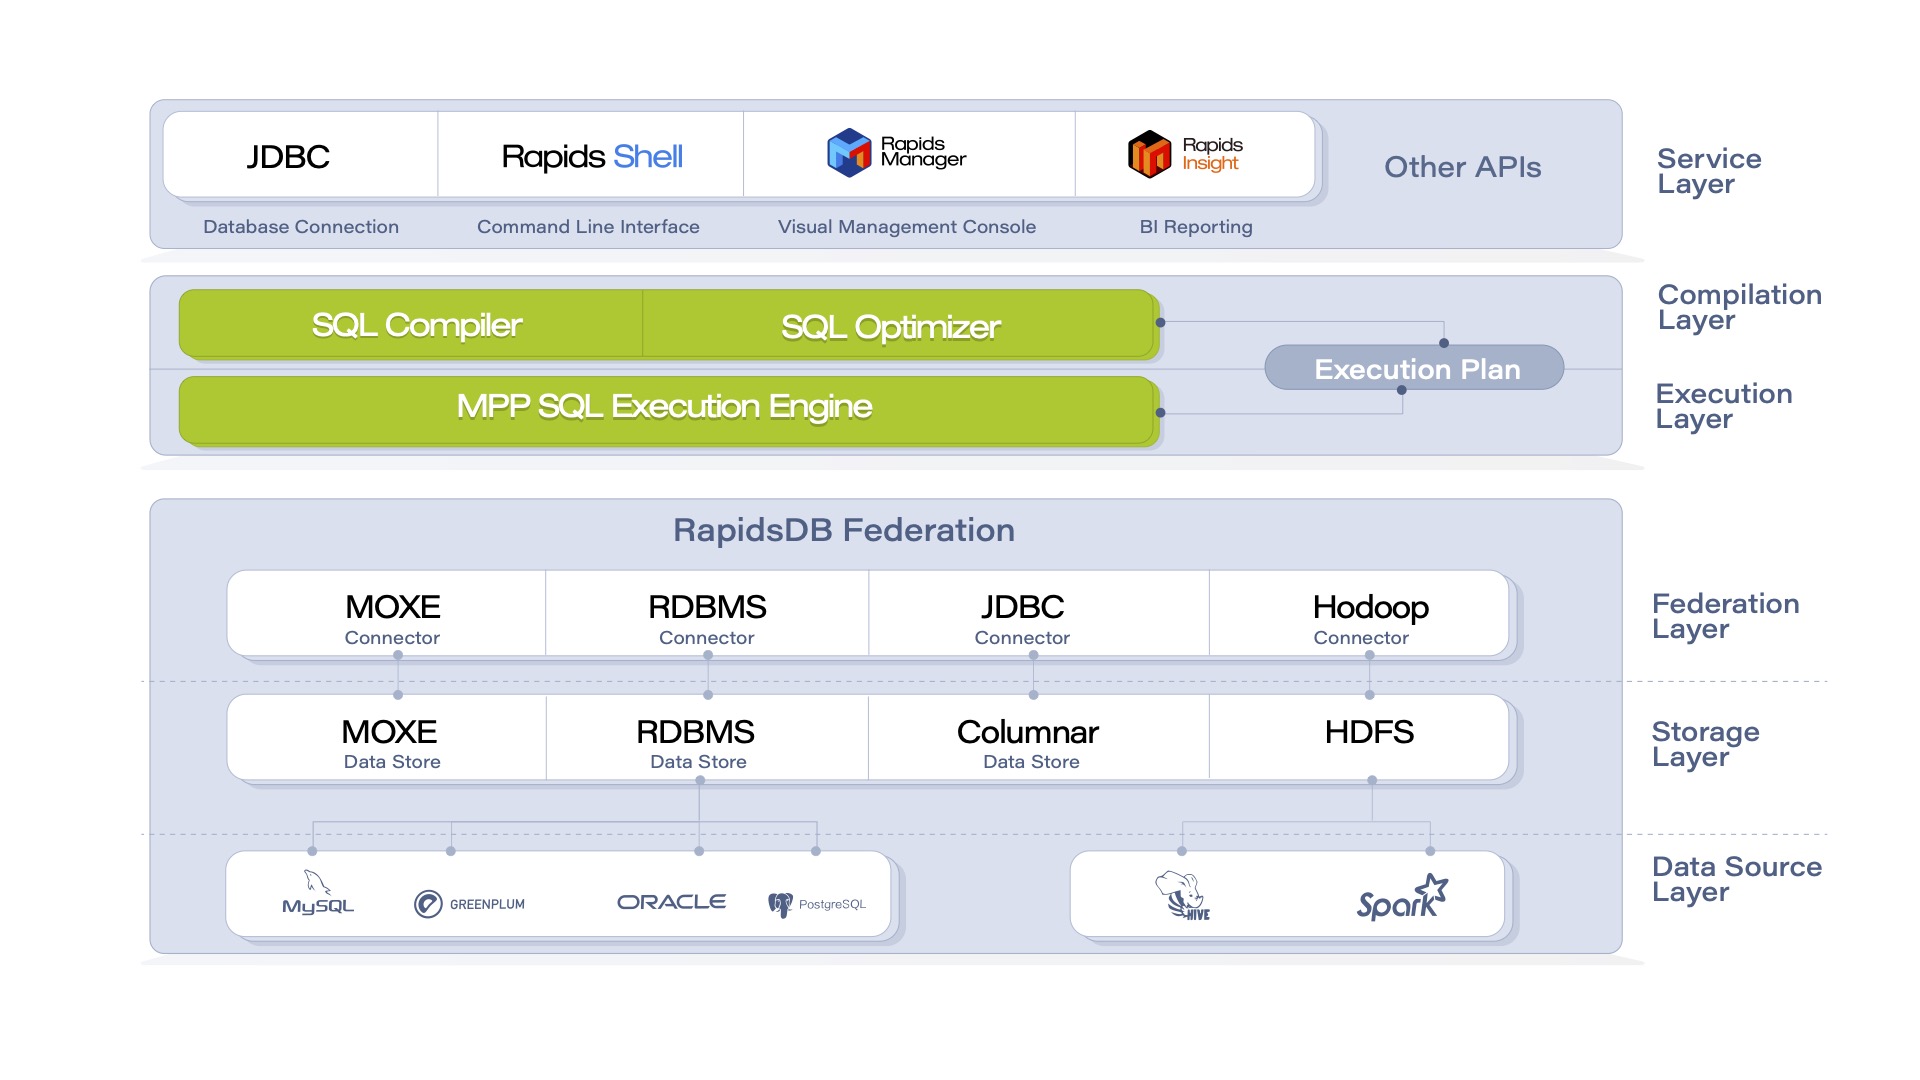 JDBC
Rapids Shell
Rapids
Manager
Rapids
Insight
Other APIs
Service
Layer
Database Connection
Command Line Interface
Visual Management Console
BI Reporting
SQL Compiler
SQL Optimizer
Compilation
Layer
Execution Plan
MPP SQL Execution Engine
Execution
Layer
RapidsDB Federation
MOXE
Connector
RDBMS
Connector
JDBC
Connector
Hodoop
Connector
Federation
Layer
MOXE
Data Store
RDBMS
Data Store
Columnar
Data Store
HDFS
Storage
Layer
MySQL
GREENPLUM
ORACLE
PostgreSQL
HIVE
Spark
Data Source
Layer